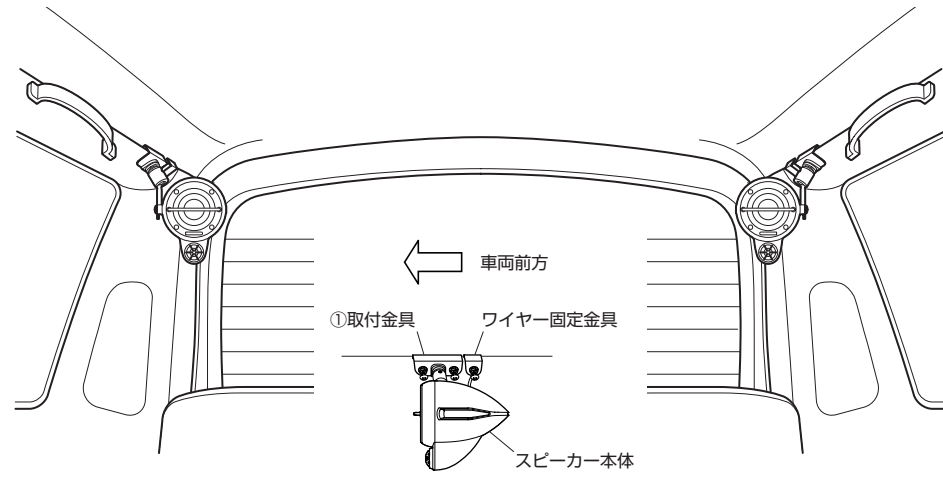 車両前方
①取付金具
ワイヤー固定金具
スピーカー本体